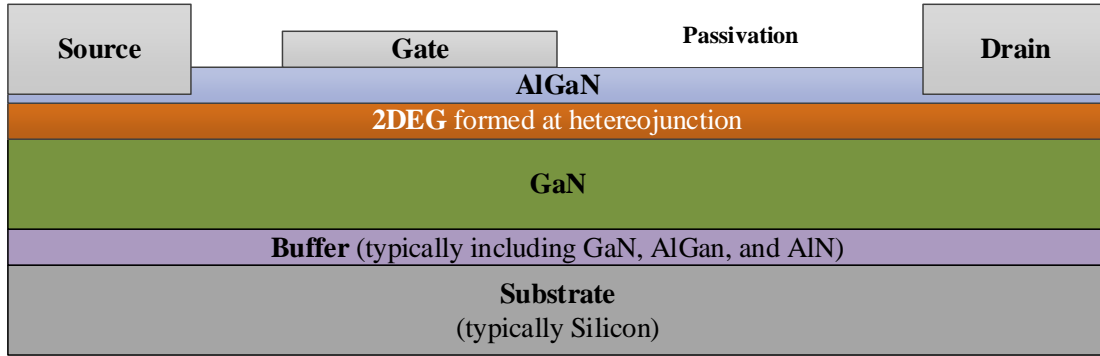 Source
Gate
Passivation
Drain
AlGaN
2DEG formed at hetereojunction
GaN
Buffer (typically including GaN, AlGan, and AlN)
Substrate
(typically Silicon)